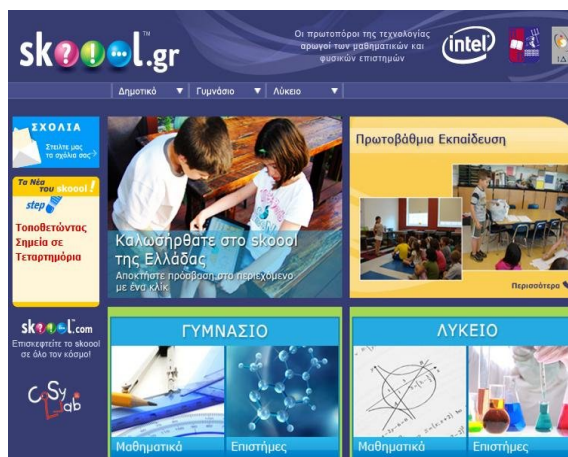 sk???l.gr
TM
Οι πρωτοπόροι της τεχνολογίας
αρωγοί των μαθηματικών και
φυσικών επιστημών
intel
Δημοτικό
Γυμνάσιο
Λύκειο
ΣΧΟΛΙΑ
Στείλτε μας
τα σχόλια σας
Τα Νέα
του skoool!
step
Τοποθετώντας
Σημεία σε
Τεταρτημόρια
Καλωσήρθατε στο skoool
της Ελλάδας
Αποκτήστε πρόσβαση στο περιεχόμενο
με ένα κλίκ
Πρωτοβάθμια Εκπαίδευση
Περισσότερα
skoool.com
Επισκεφτείτε το skoool
σε όλο τον κόσμο!
CoSy
Lab
ΓΥΜΝΑΣΙΟ
Μαθηματικά
Επιστήμες
ΛΥΚΕΙΟ
Μαθηματικά
Επιστήμες